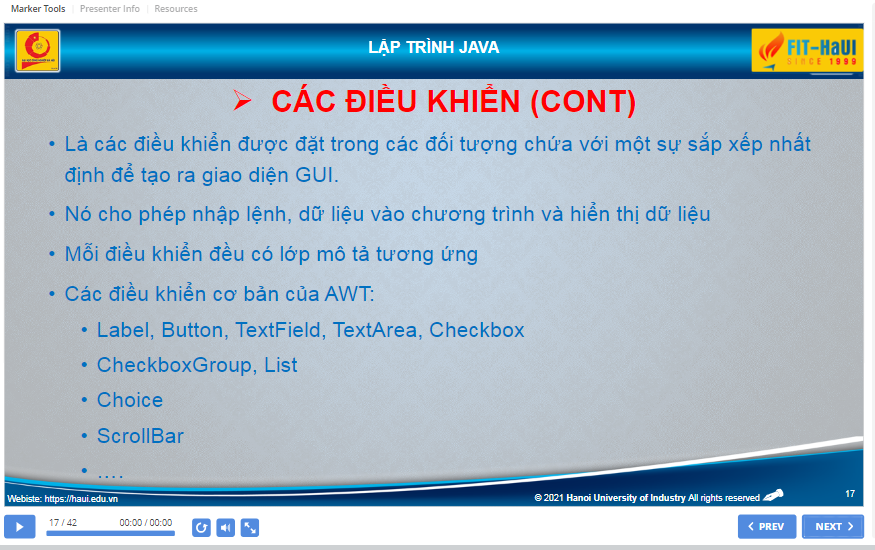 Marker Tools | Presenter Info | Resources
LẬP TRÌNH JAVA
FIT-HaUI
SINCE 1999
➢ CÁC ĐIỀU KHIỂN (CONT)
• Là các điều khiển được đặt trong các đối tượng chứa với một sự sắp xếp nhất
định để tạo ra giao diện GUI.
• Nó cho phép nhập lệnh, dữ liệu vào chương trình và hiển thị dữ liệu
• Mỗi điều khiển đều có lớp mô tả tương ứng
• Các điều khiển cơ bản của AWT:
• Label, Button, TextField, TextArea, Checkbox
• CheckboxGroup, List
• Choice
• ScrollBar
• ....
Webiste: https://haui.edu.vn
© 2021 Hanoi University of Industry All rights reserved
17
17 / 42 00:00 / 00:00
PREV
NEXT